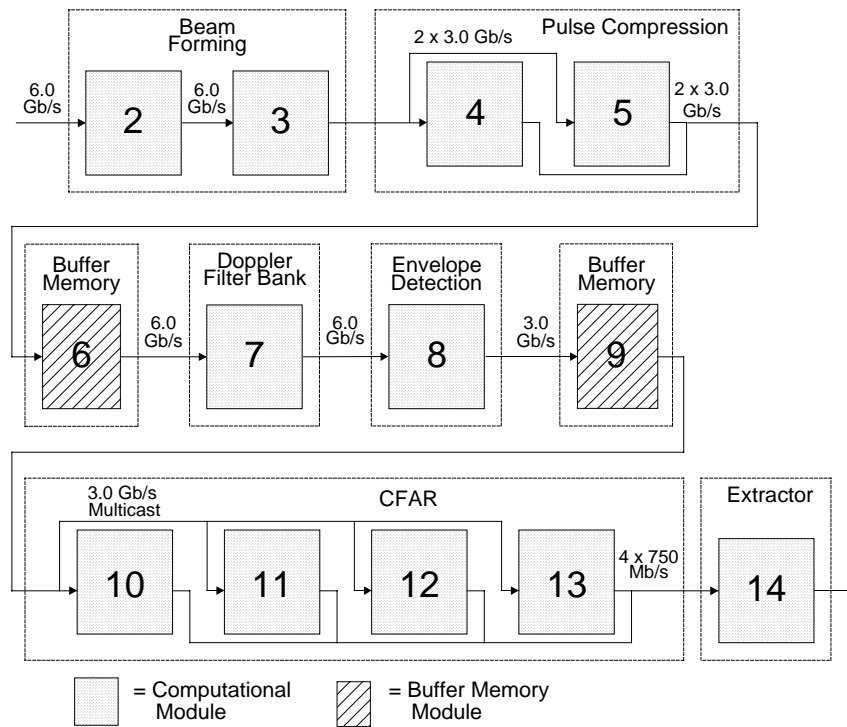 Beam
Forming
Pulse Compression
2 x 3.0 Gb/s
6.0
Gb/s
2
6.0
Gb/s
3
4
5
2 x 3.0
Gb/s
Buffer
Memory
Doppler
Filter Bank
Envelope
Detection
Buffer
Memory
6
6.0
Gb/s
7
6.0
Gb/s
8
3.0
Gb/s
9
3.0 Gb/s
Multicast
CFAR
Extractor
10
11
12
13
4 x 750
Mb/s
14
= Computational
Module
= Buffer Memory
Module